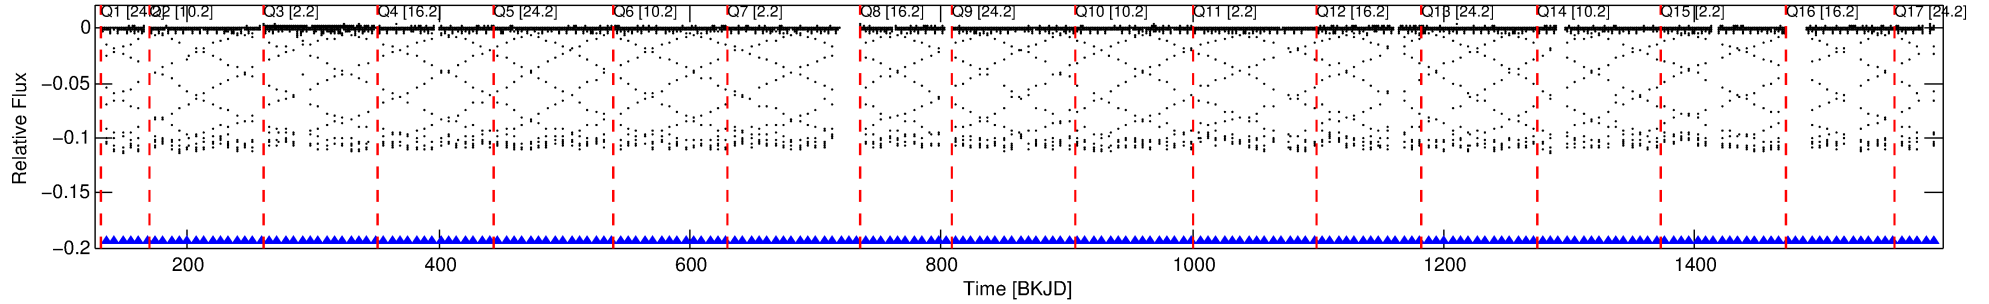 Q1 [24.2] Q2 [10.2] Q3 [2.2] Q4 [16.2] Q5 [24.2] Q6 [10.2] Q7 [2.2] Q8 [16.2] Q9 [24.2] Q10 [10.2] Q11 [2.2] Q12 [16.2] Q13 [24.2] Q14 [10.2] Q15 [2.2] Q16 [16.2] Q17 [24.2]
0
−0.05
−0.1
−0.15
−0.2
Relative Flux
200 400 600 800 1000 1200 1400
Time [BKJD]